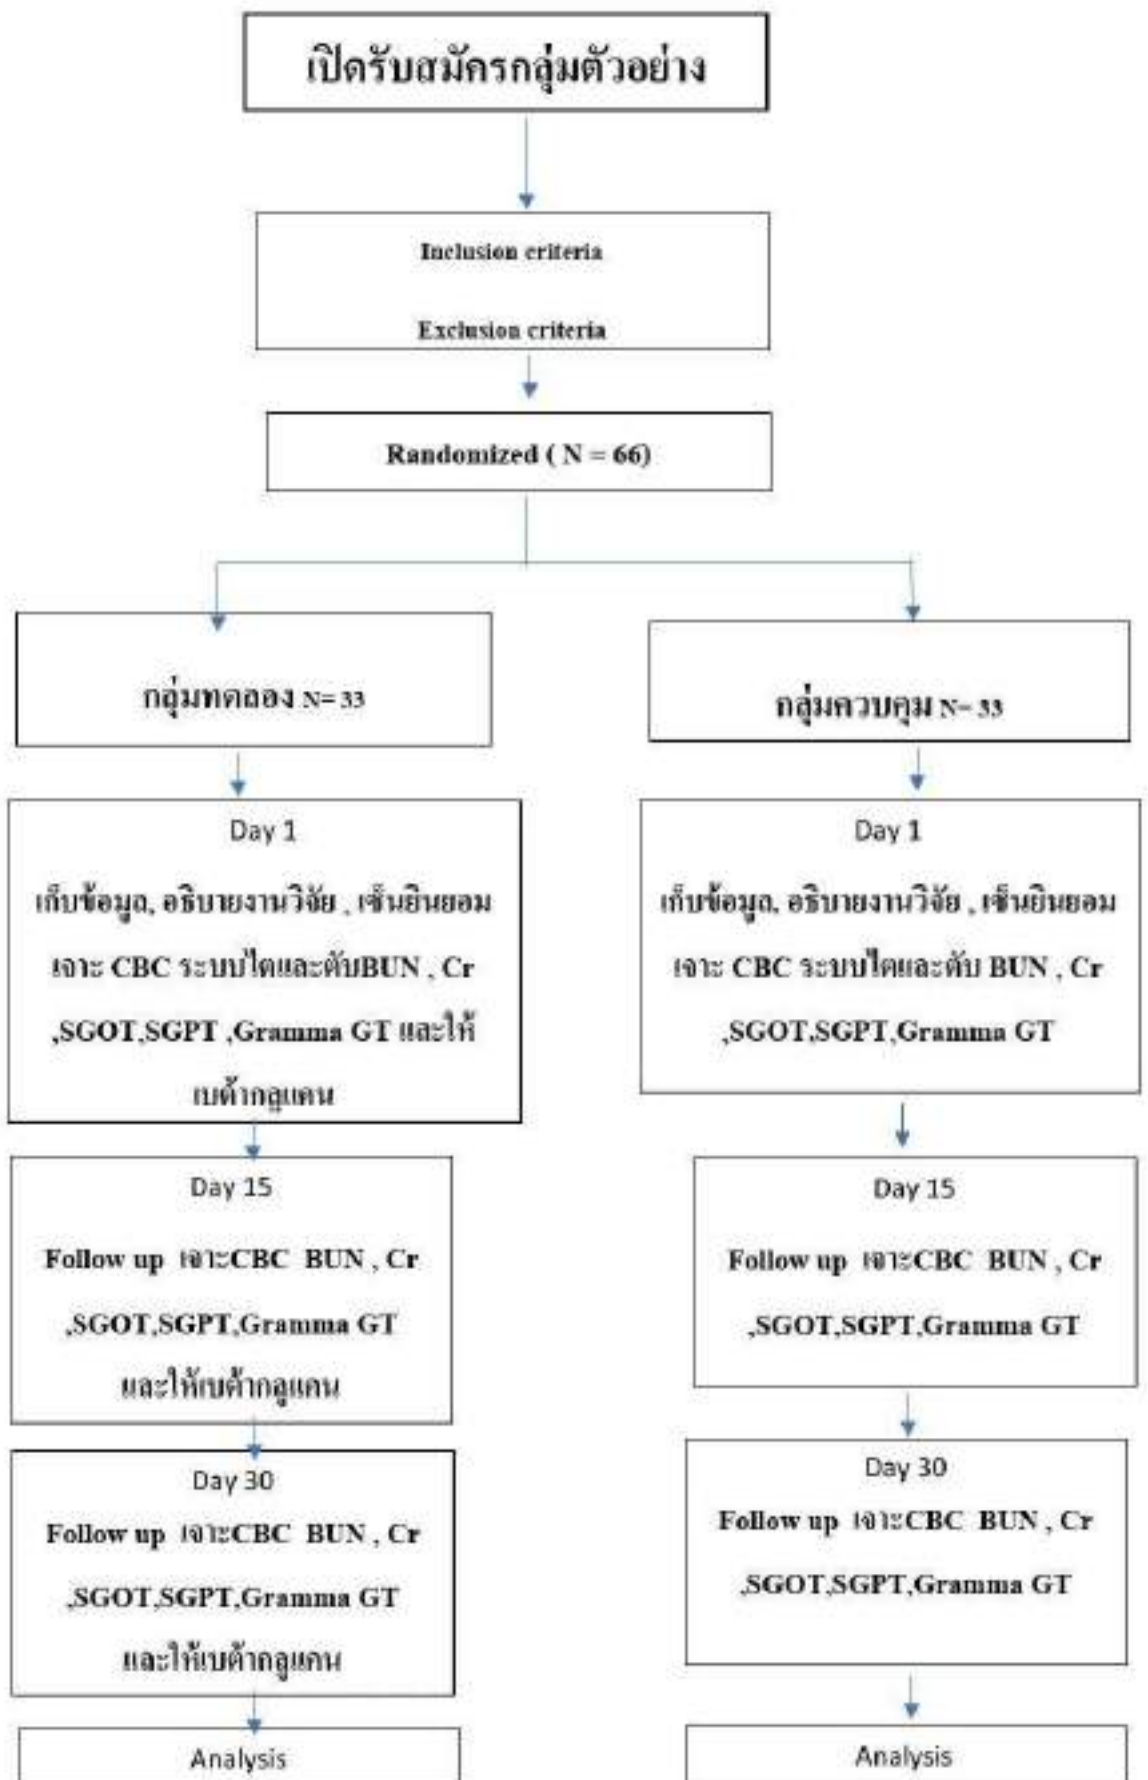 เปิดรับสมัครกลุ่มตัวอย่าง
Inclusion criteria
Exclusion criteria
Randomized ( N = 66)
กลุ่มทดลอง N= 33
กลุ่มควบคุม N= 33
Day 1
เก็บข้อมูล, อธิบายงานวิจัย , เซ็นยินยอม
เจาะ CBC ระบบไตและตับBUN , Cr
,SGOT,SGPT ,Gramma GT และให้
เบต้ากลูแคน
Day 1
เก็บข้อมูล, อธิบายงานวิจัย , เซ็นยินยอม
เจาะ CBC ระบบไตและตับ BUN , Cr
,SGOT,SGPT,Gramma GT
Day 15
Follow up เจาะCBC BUN , Cr
,SGOT,SGPT,Gramma GT
และให้เบต้ากลูแคน
Day 15
Follow up เจาะCBC BUN , Cr
,SGOT,SGPT,Gramma GT
Day 30
Follow up เจาะCBC BUN , Cr
,SGOT,SGPT,Gramma GT
และให้เบต้ากลูแคน
Day 30
Follow up เจาะCBC BUN , Cr
,SGOT,SGPT,Gramma GT
Analysis
Analysis